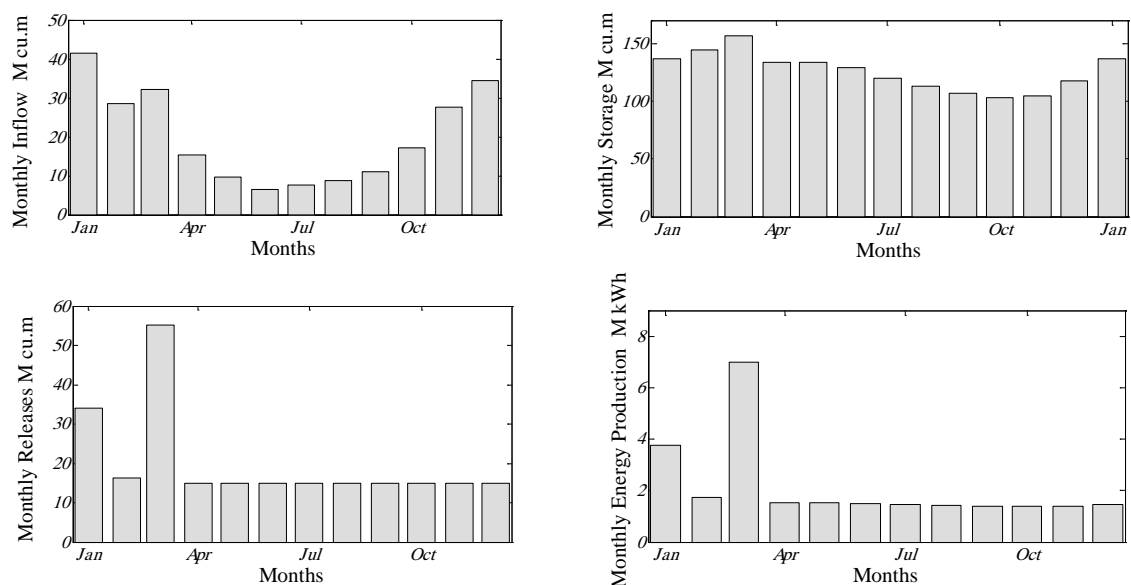 Monthly Inflow M cu.m
50
40
30
20
10
0
Jan
Apr
Jul
Oct
Months
Monthly Storage M cu.m
150
100
50
0
Jan
Apr
Jul
Oct
Jan
Months
Monthly Releases M cu.m
60
50
40
30
20
10
0
Jan
Apr
Jul
Oct
Months
Monthly Energy Production M kWh
8
6
4
2
0
Jan
Apr
Jul
Oct
Months